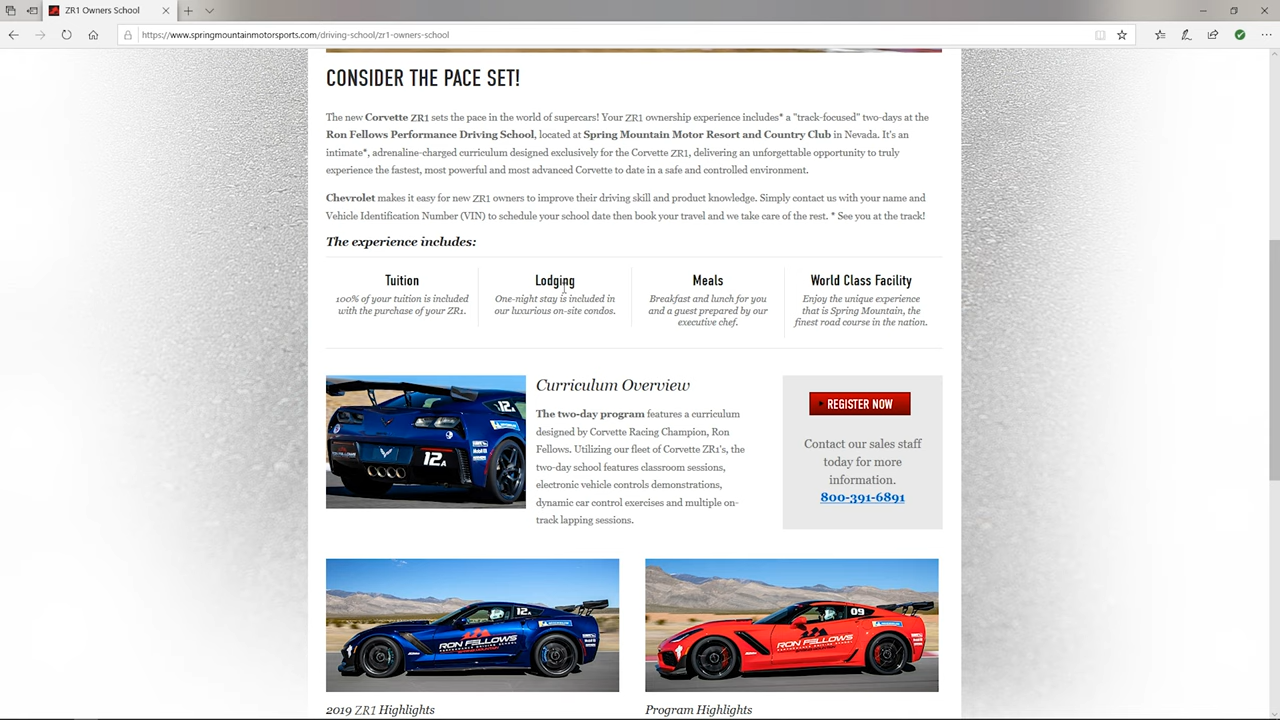 ZR1 Owners School
https://www.springmountainmotorsports.com/driving-school/zr1-owners-school
CONSIDER THE PACE SET!
The new Corvette ZR1 sets the pace in the world of supercars! Your ZR1 ownership experience includes* a "track-focused" two-days at the
Ron Fellows Performance Driving School, located at Spring Mountain Motor Resort and Country Club in Nevada. It's an
intimate*, adrenaline-charged curriculum designed exclusively for the Corvette ZR1, delivering an unforgettable opportunity to truly
experience the fastest, most powerful and most advanced Corvette to date in a safe and controlled environment.
Chevrolet makes it easy for new ZR1 owners to improve their driving skill and product knowledge. Simply contact us with your name and
Vehicle Identification Number (VIN) to schedule your school date then book your travel and we take care of the rest. * See you at the track!
The experience includes:
Tuition
100% of your tuition is included
with the purchase of your ZR1.
Lodging
One-night stay is included in
our luxurious on-site condos.
Meals
Breakfast and lunch for you
and a guest prepared by our
executive chef.
World Class Facility
Enjoy the unique experience
that is Spring Mountain, the
finest road course in the nation.
12A
12A
Curriculum Overview
The two-day program features a curriculum
designed by Corvette Racing Champion, Ron
Fellows. Utilizing our fleet of Corvette ZR1's, the
two-day school features classroom sessions,
electronic vehicle controls demonstrations,
dynamic car control exercises and multiple on-
track lapping sessions.
REGISTER NOW
Contact our sales staff
today for more
information.
800-391-6891
12A
RON FELLOWS
09
RON FELLOWS
PERFORMANCE DRIVING SCHOOL
2019 ZR1 Highlights
Program Highlights